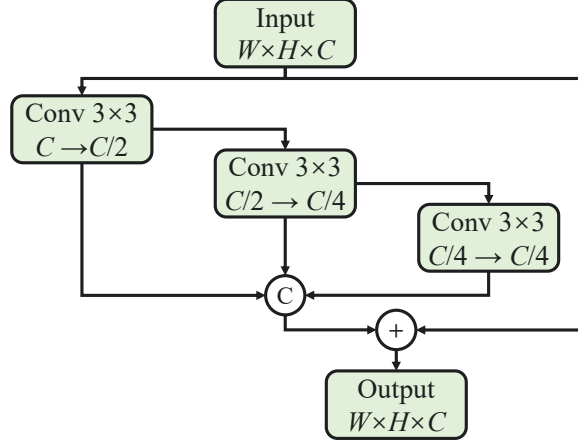 Input
W×H×C
Conv 3×3
C →C/2
Conv 3×3
C/2 → C/4
Conv 3×3
C/4 → C/4
C
+
Output
W×H×C